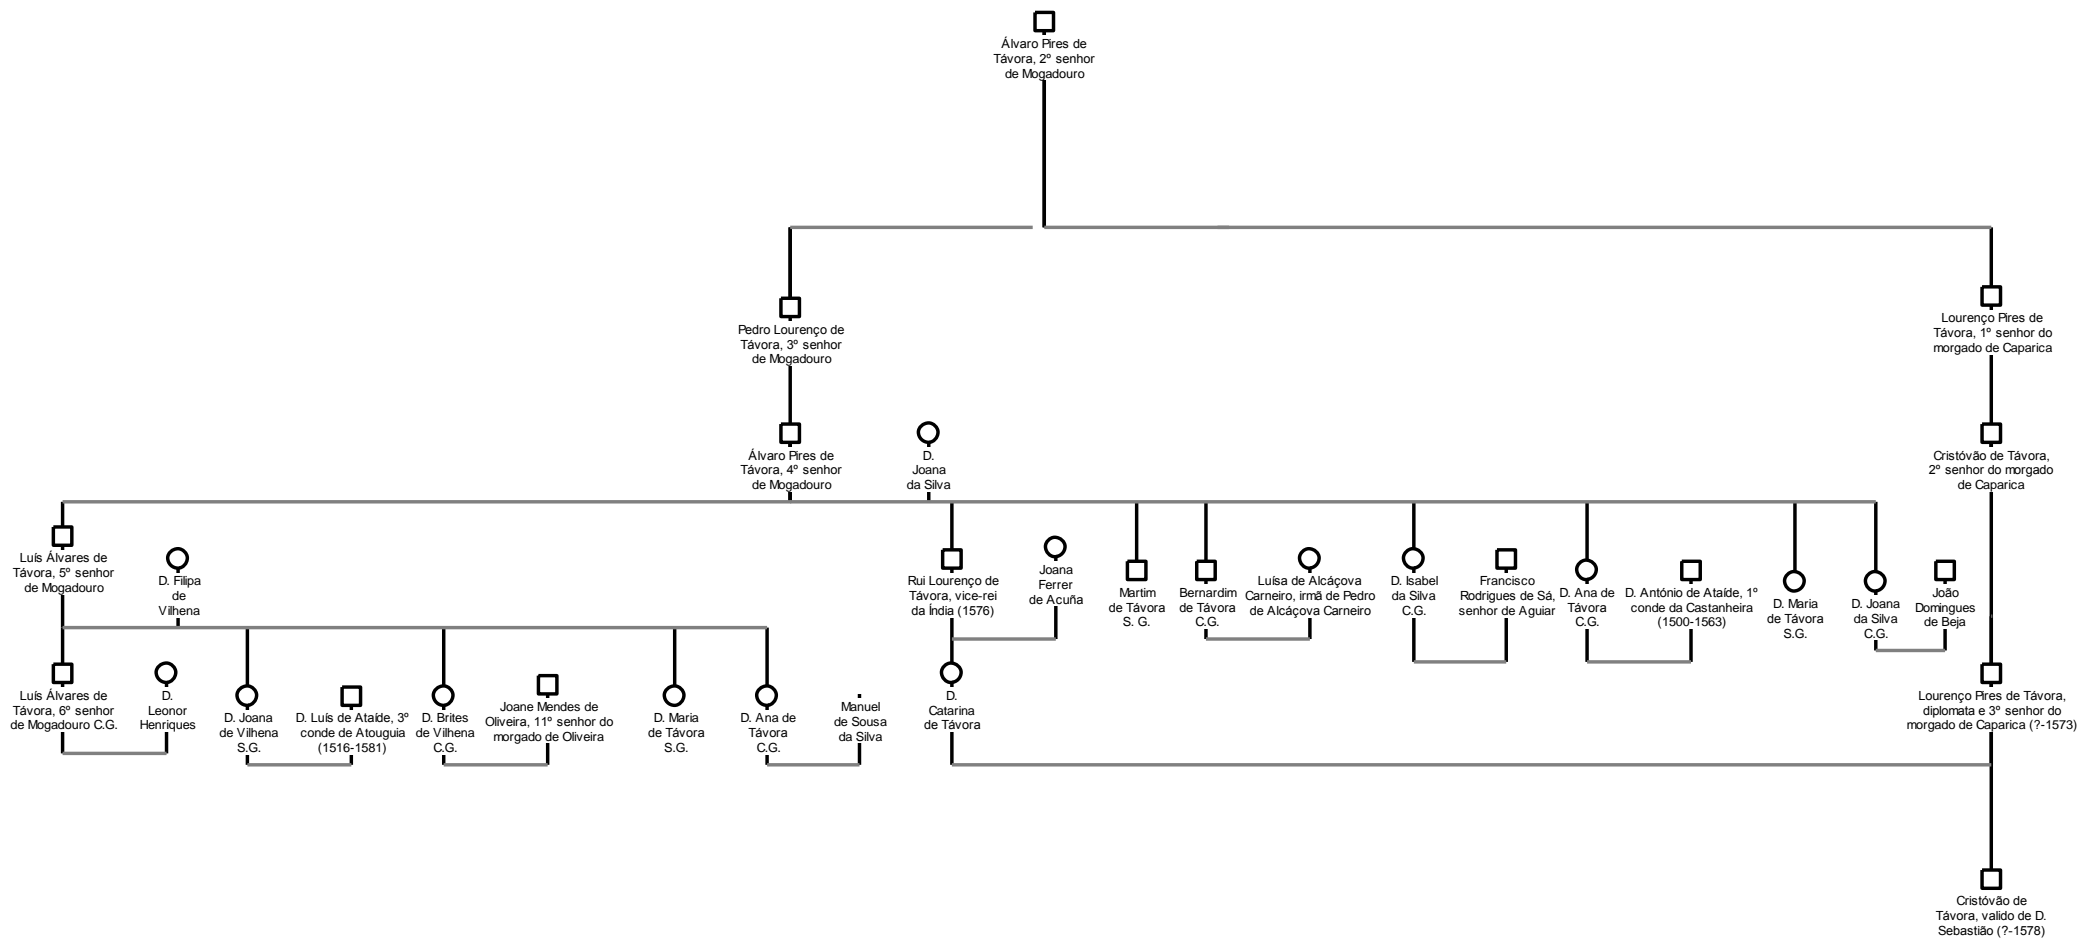 Álvaro Pires de
Távora, 2º senhor
de Mogadouro
Pedro Lourenço de
Távora, 3º senhor
de Mogadouro
Lourenço Pires de
Távora, 1º senhor do
morgado de Caparica
Álvaro Pires de
Távora, 4º senhor
de Mogadouro
D.
Joana
da Silva
Cristóvão de Távora,
2º senhor do morgado
de Caparica
Luís Álvares de
Távora, 5º senhor
de Mogadouro
D. Filipa
de
Vilhena
Rui Lourenço de
Távora, vice-rei
da Índia (1576)
Joana
Ferrer
de Acuña
Martim
de Távora
S. G.
Bernardim
de Távora
C.G.
Luísa de Alcáçova
Carneiro, irmã de Pedro
de Alcáçova Carneiro
D. Isabel
da Silva
C.G.
Francisco
Rodrigues de Sá,
senhor de Aguiar
D. Ana de
Távora
C.G.
D. António de Ataíde, 1º
conde da Castanheira
(1500-1563)
D. Maria
de Távora
S.G.
D. Joana
da Silva
C.G.
João
Domingues
de Beja
Luís Álvares de
Távora, 6º senhor
de Mogadouro C.G.
D.
Leonor
Henriques
D. Joana
de Vilhena
S.G.
D. Luís de Ataíde, 3º
conde de Atouguia
(1516-1581)
D. Brites
de Vilhena
C.G.
Joane Mendes de
Oliveira, 11º senhor do
morgado de Oliveira
D. Maria
de Távora
S.G.
D. Ana de
Távora
C.G.
Manuel
de Sousa
da Silva
D.
Catarina
de Távora
Lourenço Pires de Távora,
diplomata e 3º senhor do
morgado de Caparica (?-1573)
Cristóvão de
Távora, valido de D.
Sebastião (?-1578)